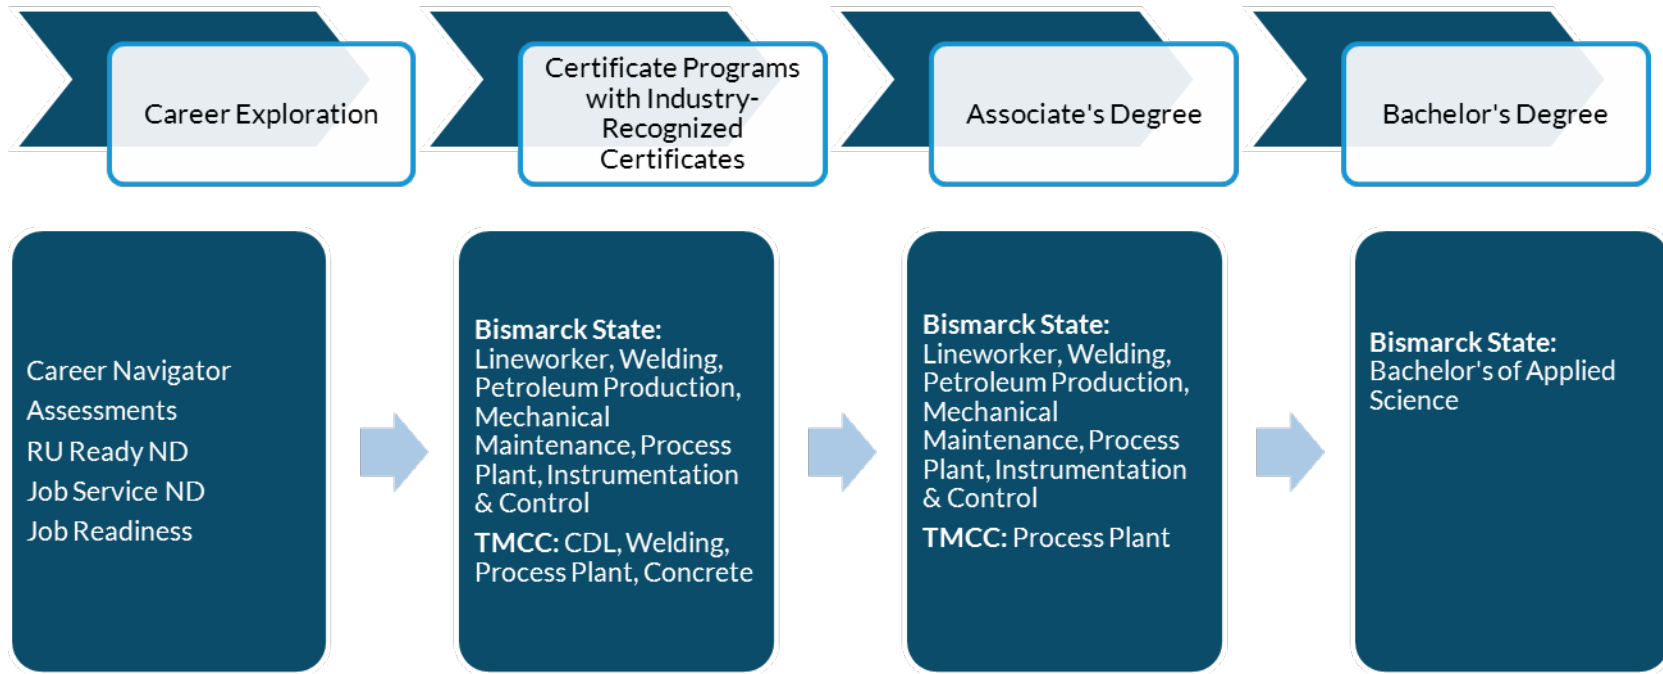 Career Exploration
Certificate Programs
with Industry-
Recognized
Certificates
Associate's Degree
Bachelor's Degree
Career Navigator
Assessments
RU Ready ND
Job Service ND
Job Readiness
Bismarck State:
Lineworker, Welding,
Petroleum Production,
Mechanical
Maintenance, Process
Plant, Instrumentation
& Control
TMCC: CDL, Welding,
Process Plant, Concrete
Bismarck State:
Lineworker, Welding,
Petroleum Production,
Mechanical
Maintenance, Process
Plant, Instrumentation
& Control
TMCC: Process Plant
Bismarck State:
Bachelor's of Applied
Science